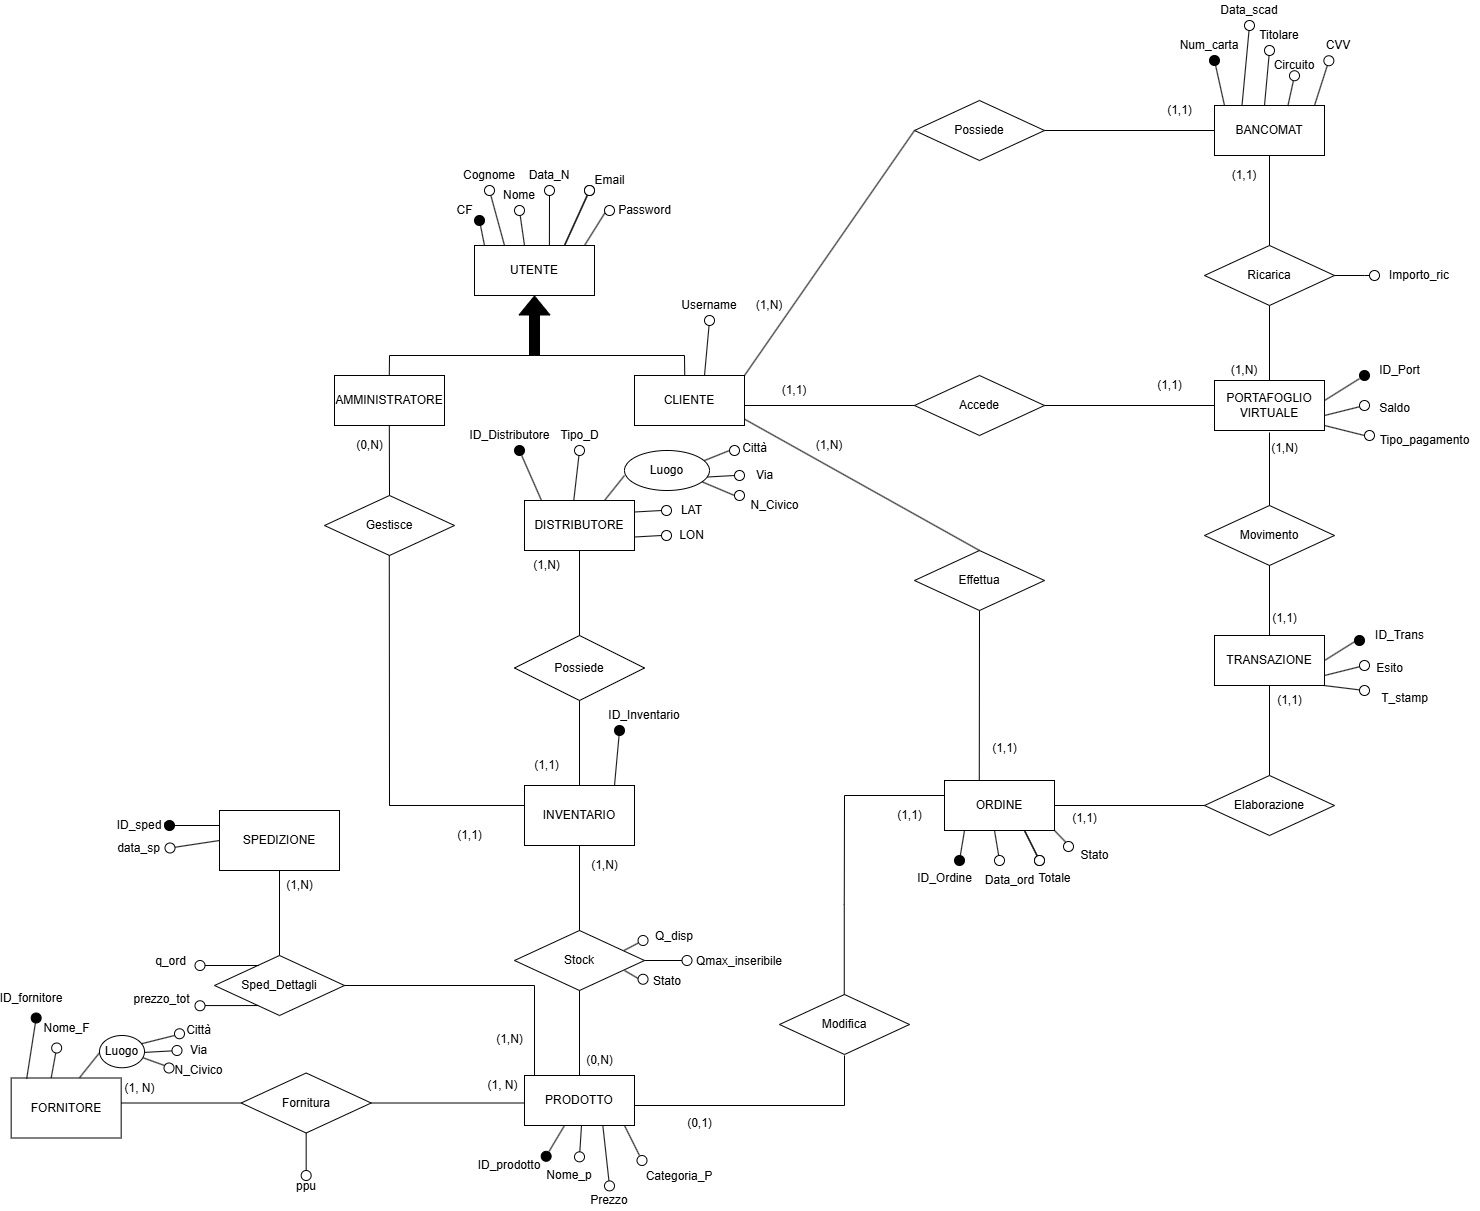 Data_scad
Titolare
Num_carta
CVV
Circuito
(1,1)
Possiede
BANCOMAT
(1,1)
Cognome
Data_N
Email
Nome
CF
Password
UTENTE
Ricarica
Importo_ric
Username
(1,N)
(1,N)
ID_Port
(1,1)
(1,1)
AMMINISTRATORE
CLIENTE
Accede
PORTAFOGLIO
VIRTUALE
Saldo
Tipo_pagamento
(0,N)
ID_Distributore
Tipo_D
Città
(1,N)
(1,N)
Luogo
Via
N_Civico
LAT
Gestisce
DISTRIBUTORE
LON
Movimento
(1,N)
Effettua
(1,1)
ID_Trans
Possiede
TRANSAZIONE
Esito
T_stamp
(1,1)
ID_Inventario
(1,1)
(1,1)
INVENTARIO
ORDINE
Elaborazione
(1,1)
(1,1)
(1,1)
ID_sped
SPEDIZIONE
data_sp
(1,N)
(1,N)
Stato
ID_Ordine
Data_ord
Totale
Q_disp
q_ord
Stock
Qmax_inseribile
Stato
Sped_Dettagli
ID_fornitore
prezzo_tot
Nome_F
Città
Modifica
Luogo
Via
(1,N)
(0,N)
N_Civico
(1, N)
(1, N)
FORNITORE
Fornitura
PRODOTTO
(0,1)
ID_prodotto
Nome_p
Categoria_P
ppu
Prezzo